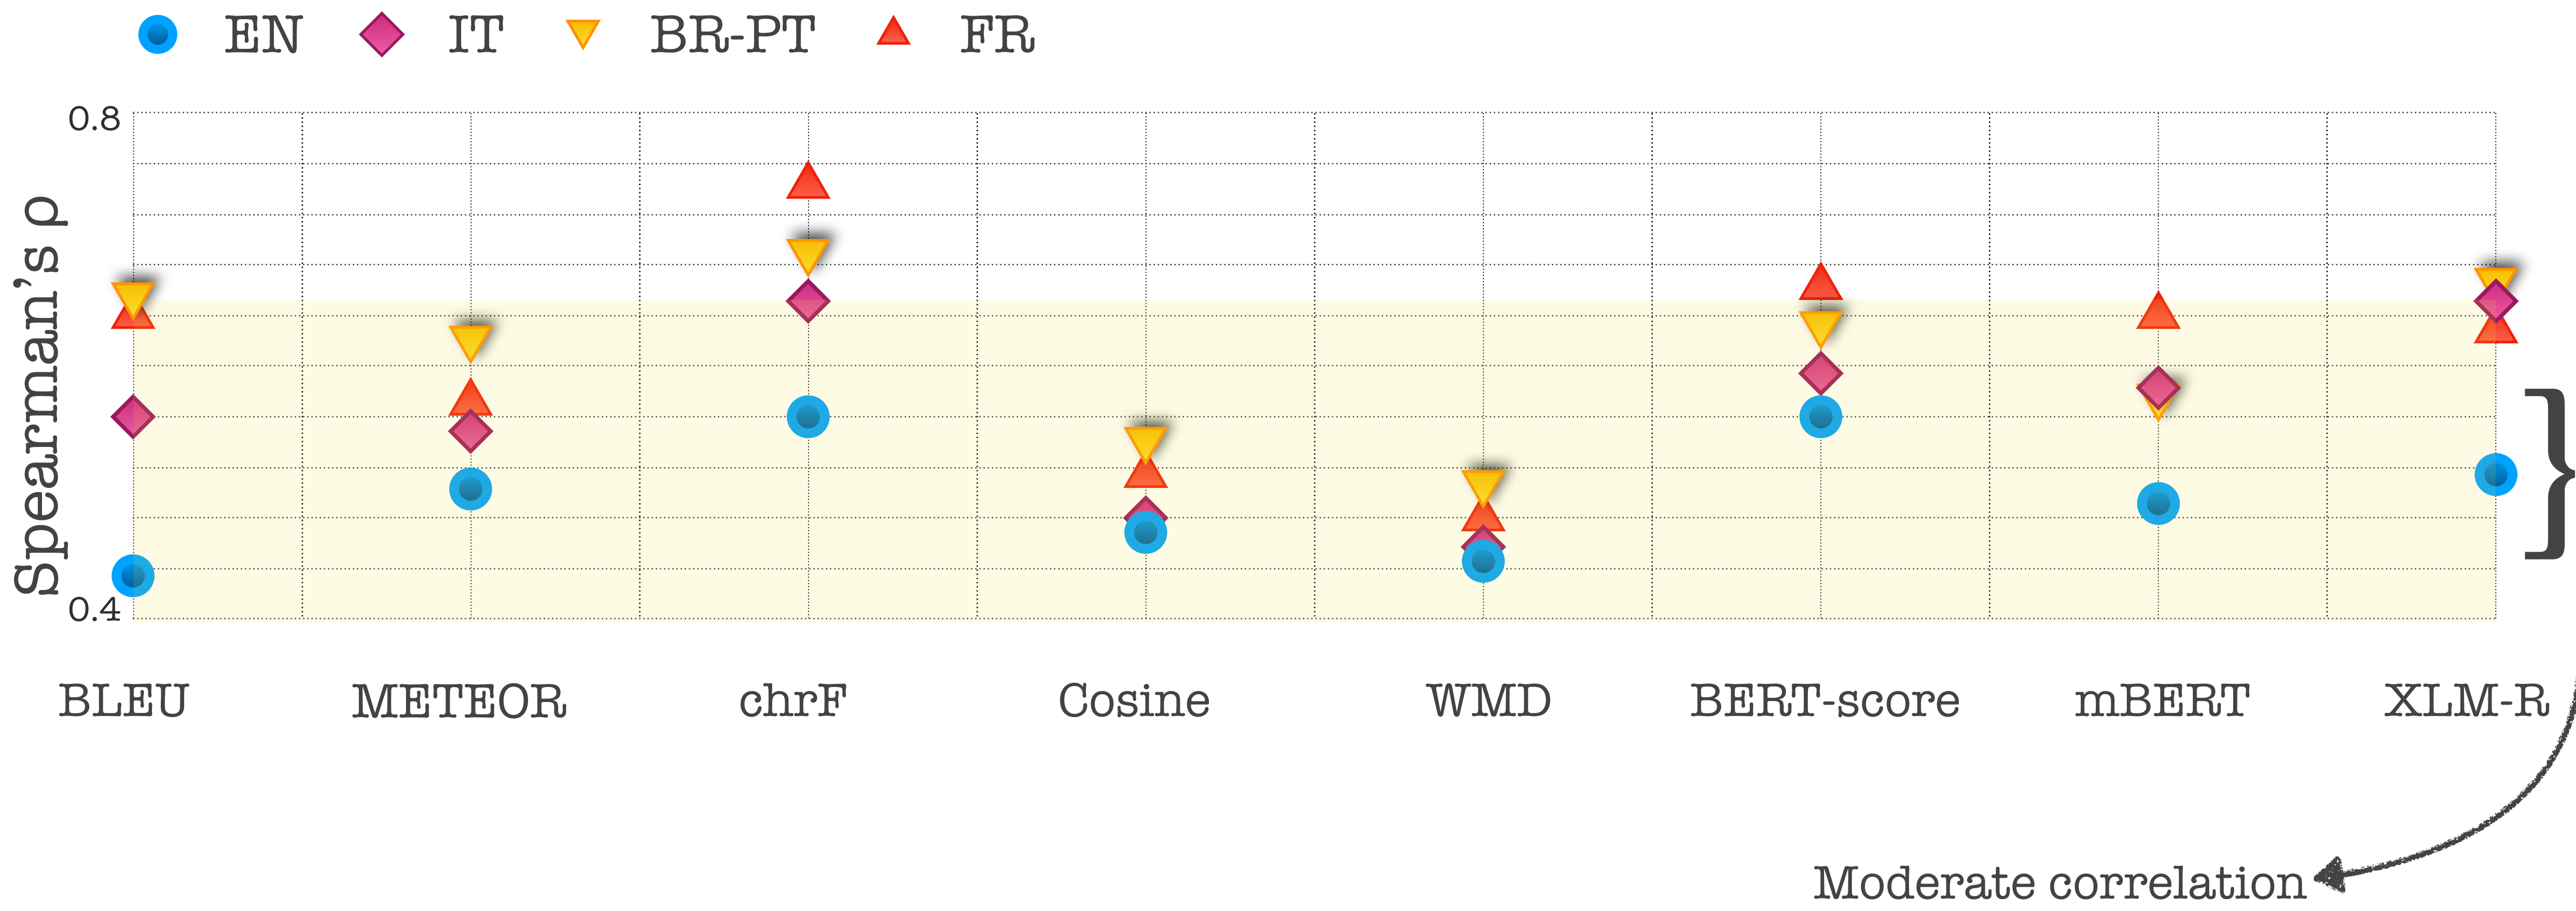 EN IT BR-PT FR
0.8
Spearman's ρ
0.4
BLEU METEOR chrF Cosine WMD BERT-score mBERT XLM-R
}
Moderate correlation